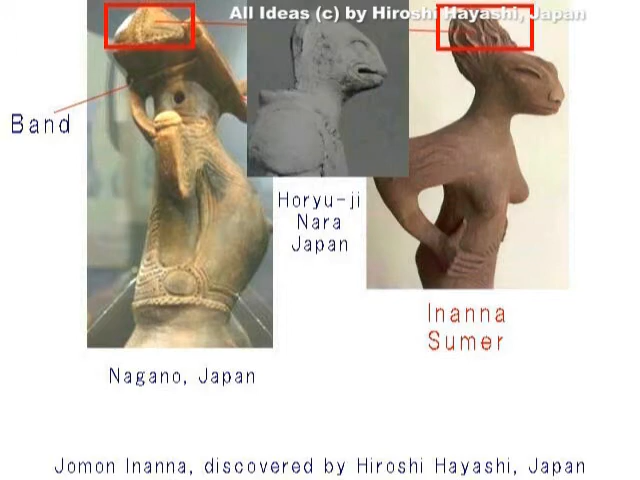 All Ideas (c) by Hiroshi Hayashi, Japan
Band
Horyu-ji
Nara
Japan
Inanna
Sumer
Nagano, Japan
Jomon Inanna, discovered by Hiroshi Hayashi, Japan